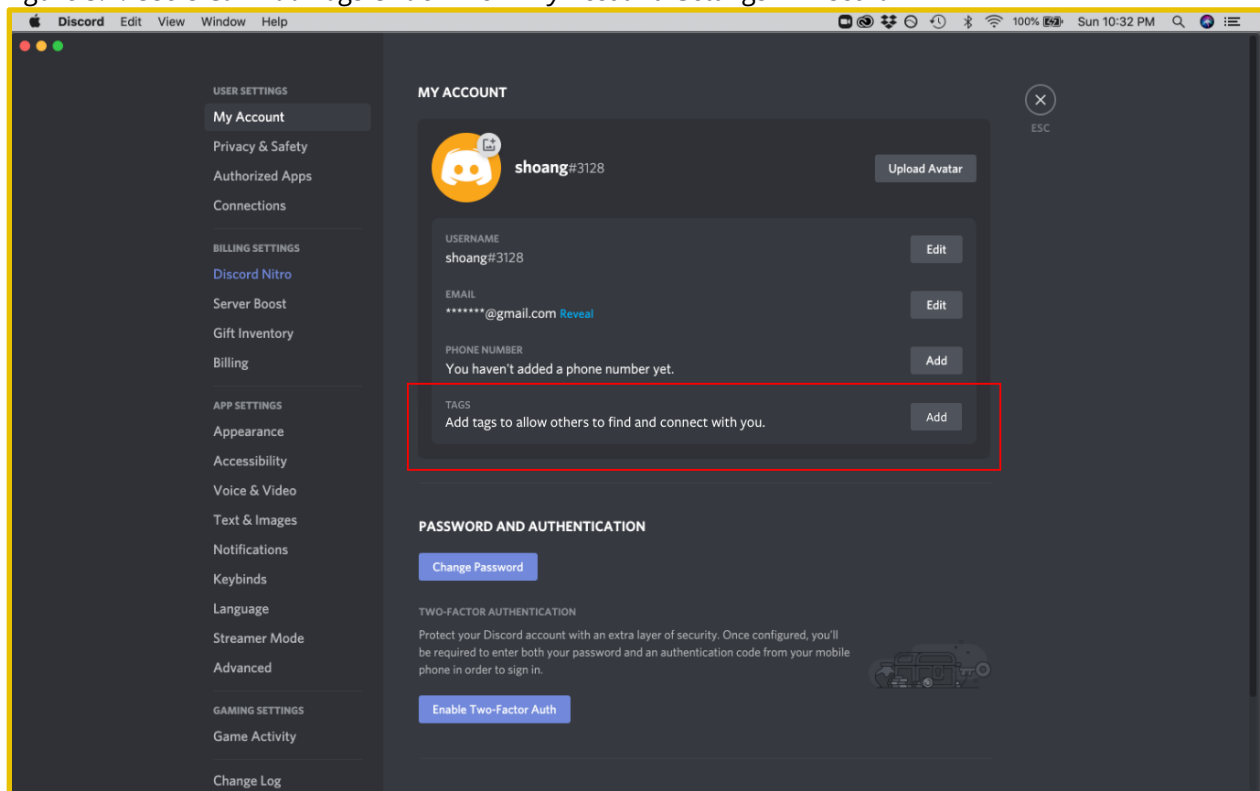 Discord Edit View Window Help 100% Sun 10:32 PM
USER SETTINGS
My Account
Privacy & Safety
Authorized Apps
Connections
BILLING SETTINGS
Discord Nitro
Server Boost
Gift Inventory
Billing
APP SETTINGS
Appearance
Accessibility
Voice & Video
Text & Images
Notifications
Keybinds
Language
Streamer Mode
Advanced
GAMING SETTINGS
Game Activity
Change Log
MY ACCOUNT
ESC
shoang#3128
Upload Avatar
USERNAME
shoang#3128
Edit
EMAIL
*******@gmail.com Reveal
Edit
PHONE NUMBER
You haven't added a phone number yet.
Add
TAGS
Add tags to allow others to find and connect with you.
Add
PASSWORD AND AUTHENTICATION
Change Password
TWO-FACTOR AUTHENTICATION
Protect your Discord account with an extra layer of security. Once configured, you'll
be required to enter both your password and an authentication code from your mobile
phone in order to sign in.
Enable Two-Factor Auth